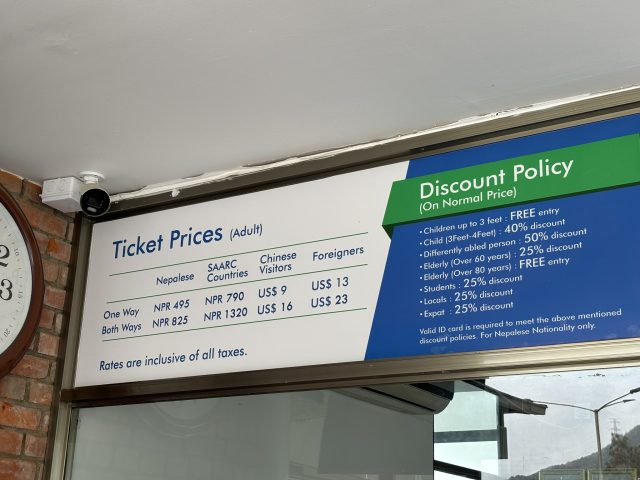 Ticket Prices (Adult)
Nepalese SAARC Countries Chinese Visitors Foreigners
One Way NPR 495 NPR 790 US$ 9 US$ 13
Both Ways NPR 825 NPR 1320 US$ 16 US$ 23
Rates are inclusive of all taxes.
Discount Policy
(On Normal Price)
• Children up to 3 feet : FREE entry
• Child (3Feet-4Feet) : 40% discount
• Differently abled person : 50% discount
• Elderly (Over 60 years) : 25% discount
• Elderly (Over 80 years) : FREE entry
• Students : 25% discount
• Locals : 25% discount
• Expat : 25% discount
Valid ID card is required to meet the above mentioned
discount policies. For Nepalese Nationality only.
2
3